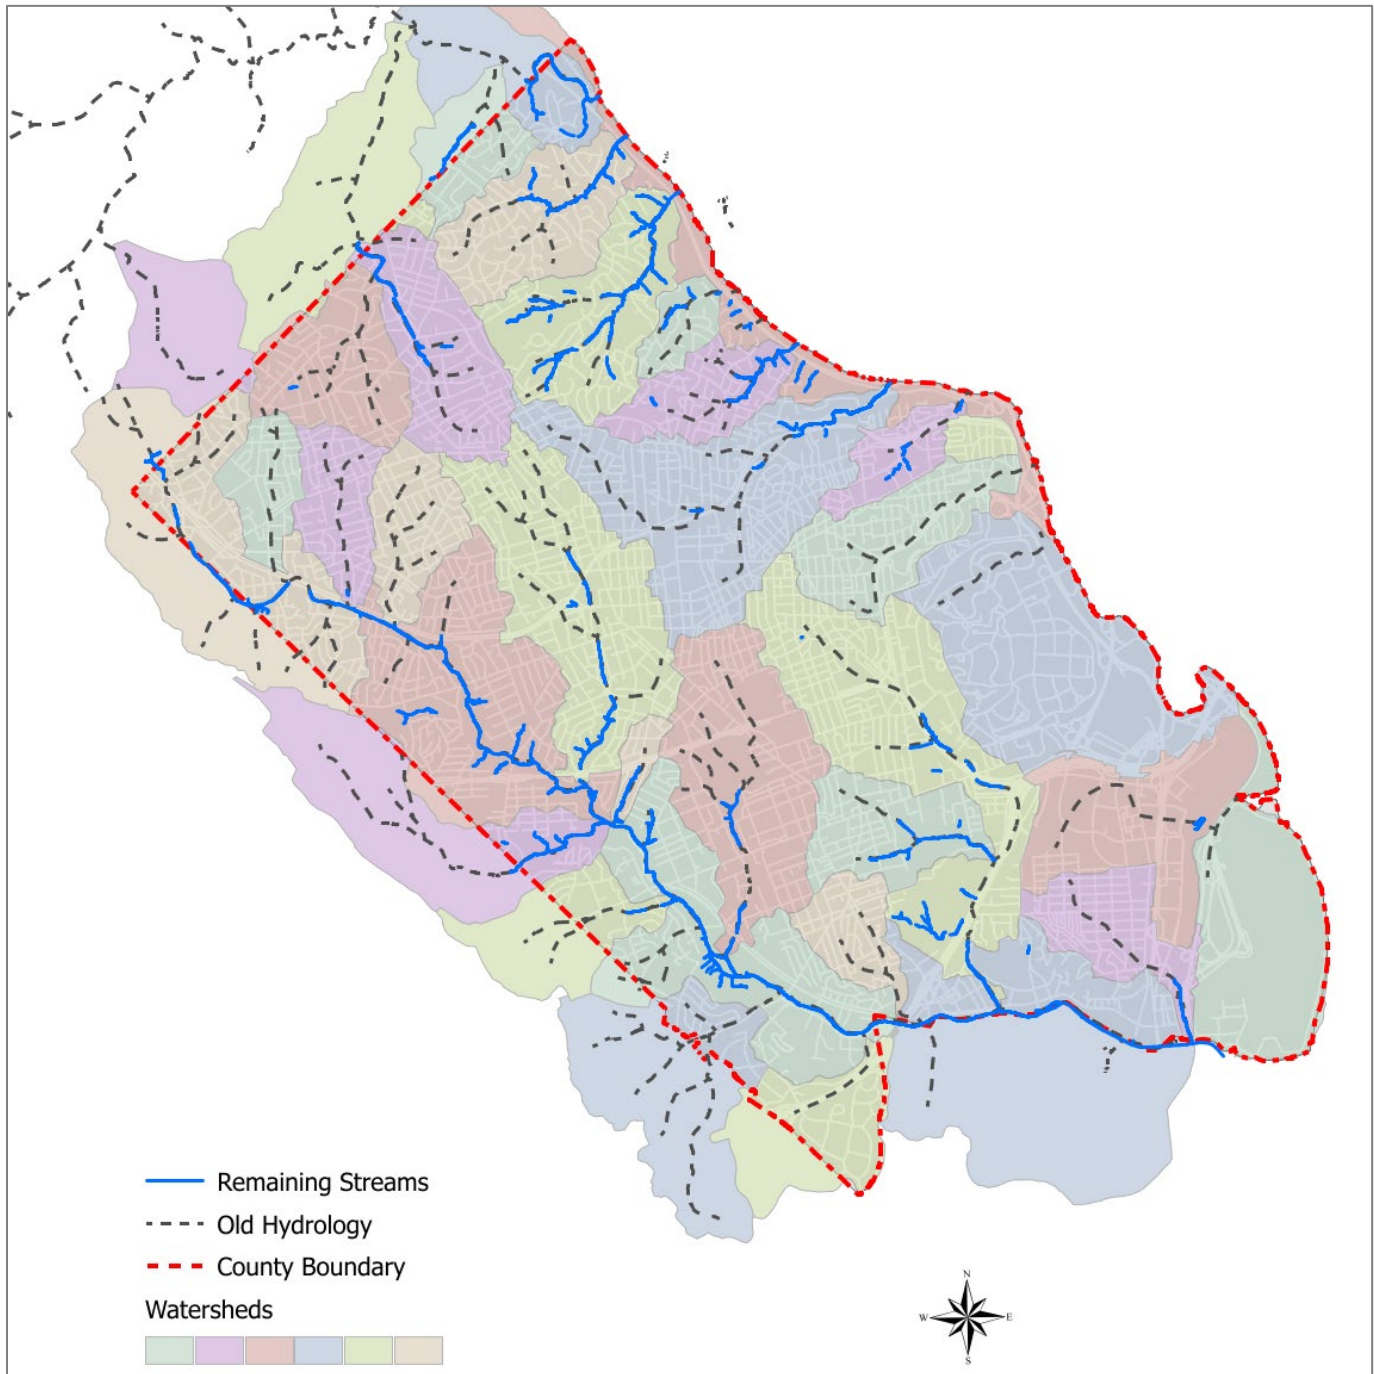 Remaining Streams
Old Hydrology
County Boundary
Watersheds
N
W E
S